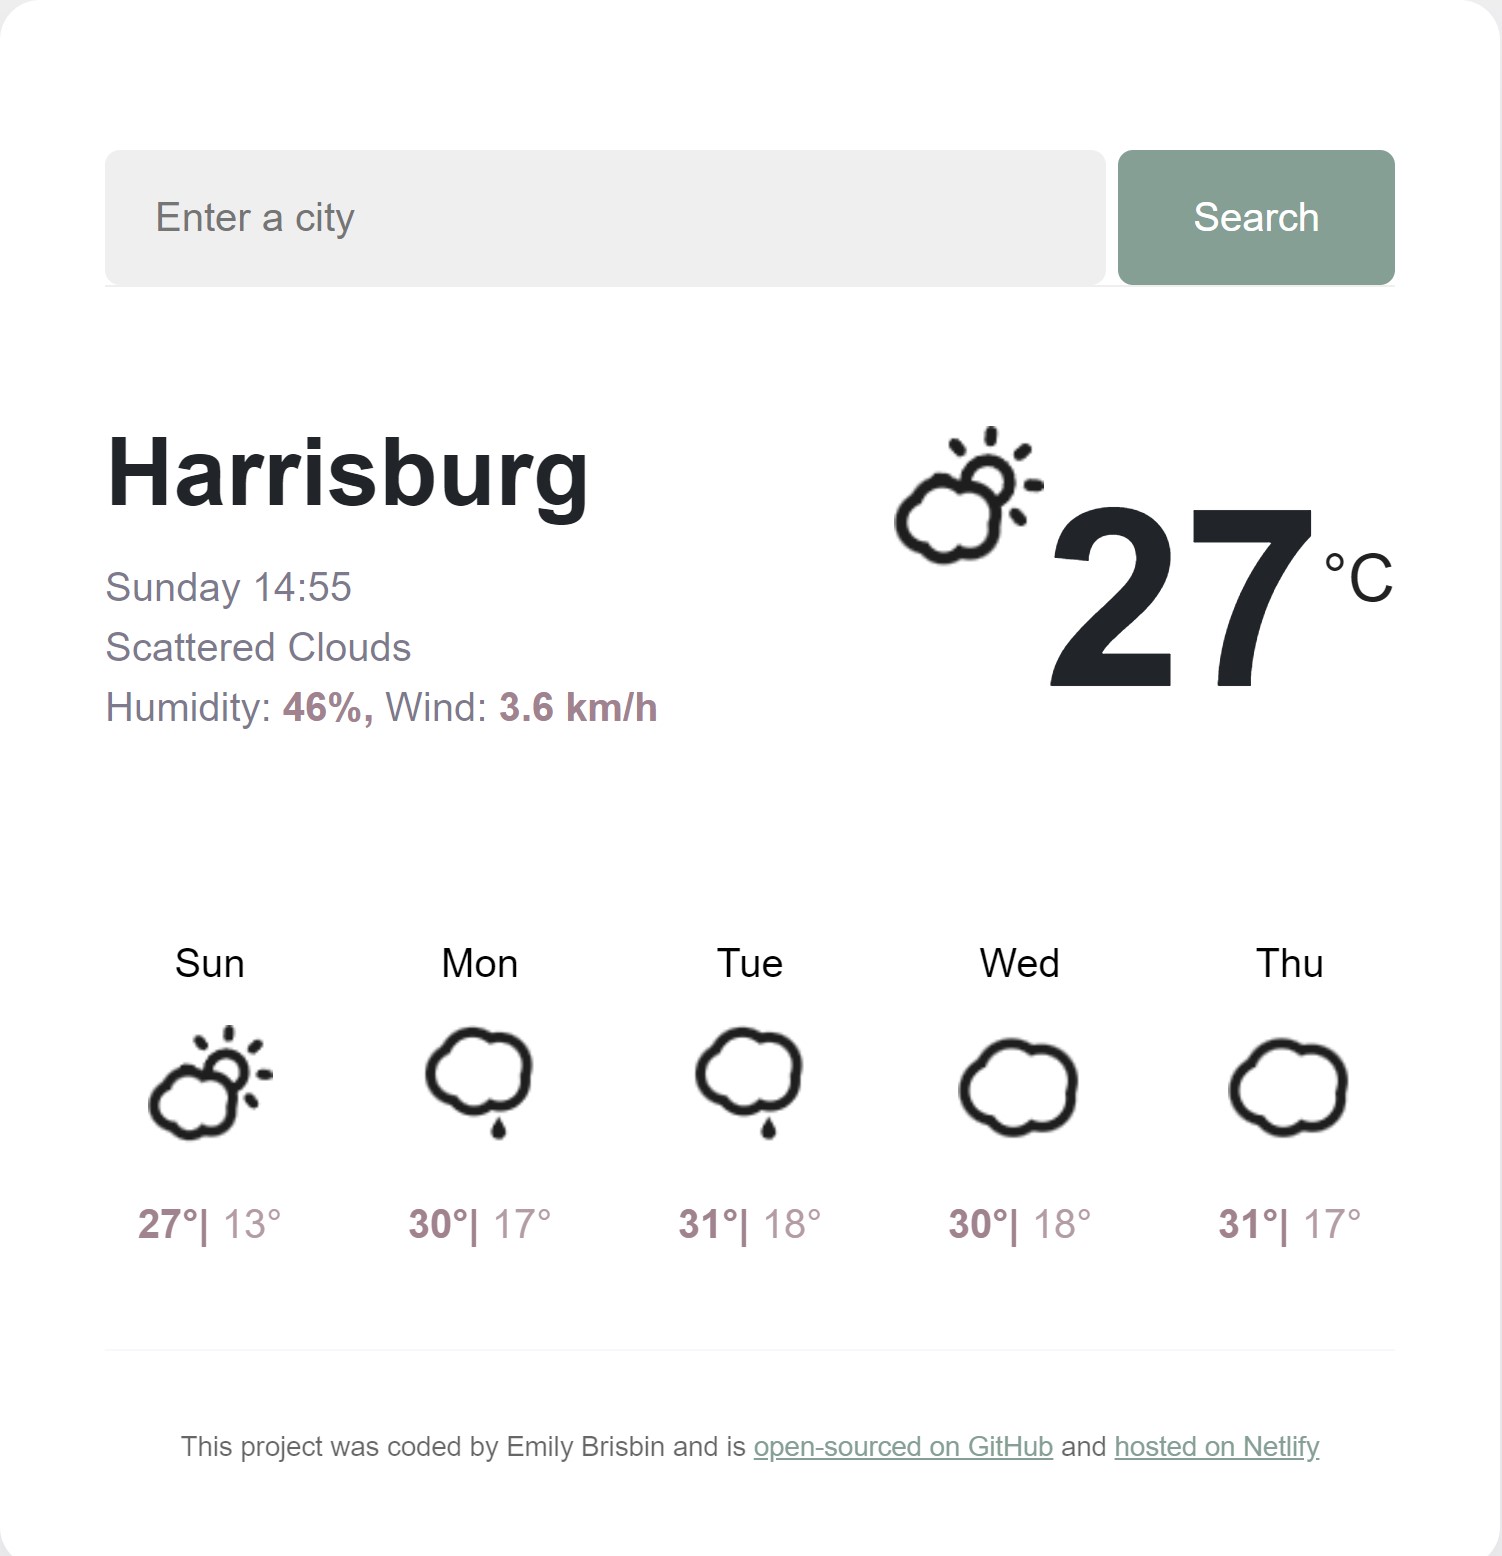 Enter a city
Search
Harrisburg
Sunday 14:55
Scattered Clouds
Humidity: 46%, Wind: 3.6 km/h
27 °C
Sun Mon Tue Wed Thu
27°| 13° 30°| 17° 31°| 18° 30°| 18° 31°| 17°
This project was coded by Emily Brisbin and is open-sourced on GitHub and hosted on Netlify